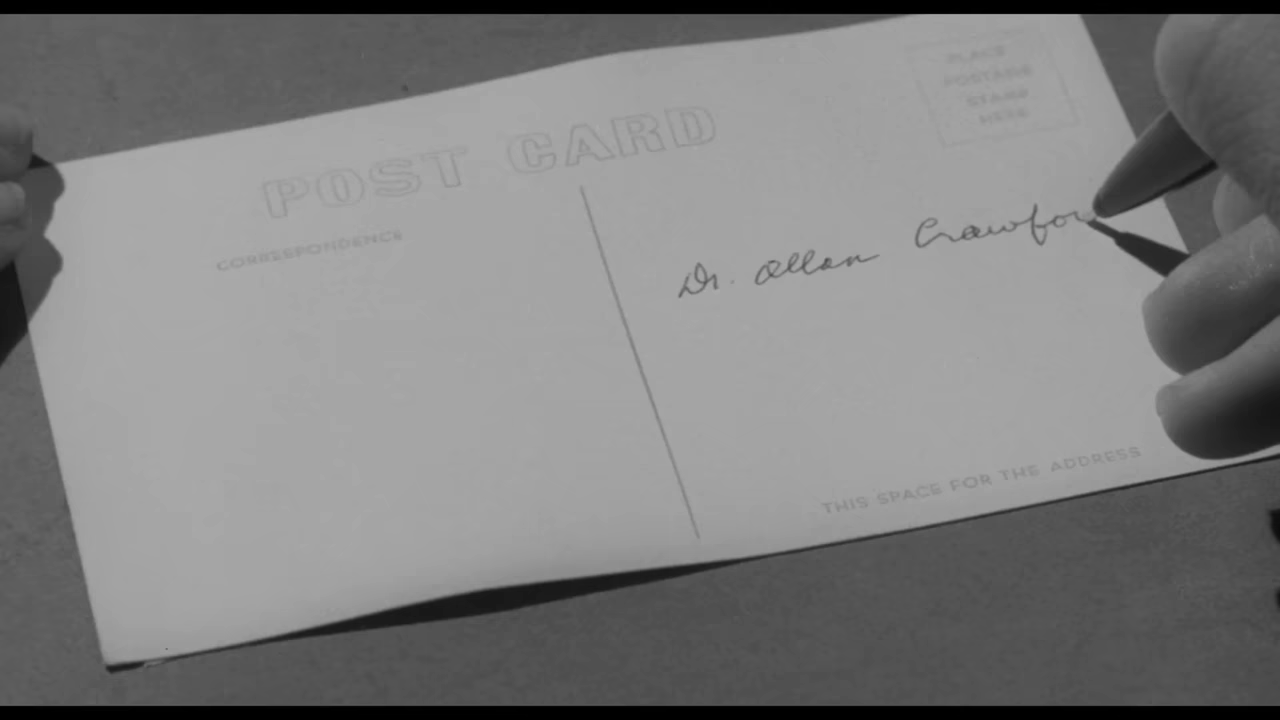 POST CARD
PLACE
POSTAGE
STAMP
HERE
CORRESPONDENCE
Dr. Allan Crawfor
THIS SPACE FOR THE ADDRESS